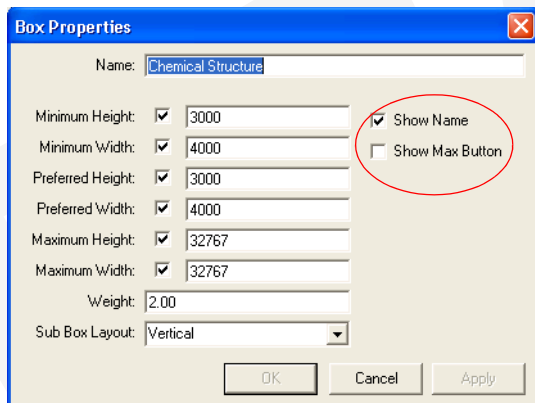 Box Properties
Name: Chemical Structure
Minimum Height: 3000
Show Name
Minimum Width: 4000
Show Max Button
Preferred Height: 3000
Preferred Width: 4000
Maximum Height: 32767
Maximum Width: 32767
Weight: 2.00
Sub Box Layout: Vertical
OK Cancel Apply